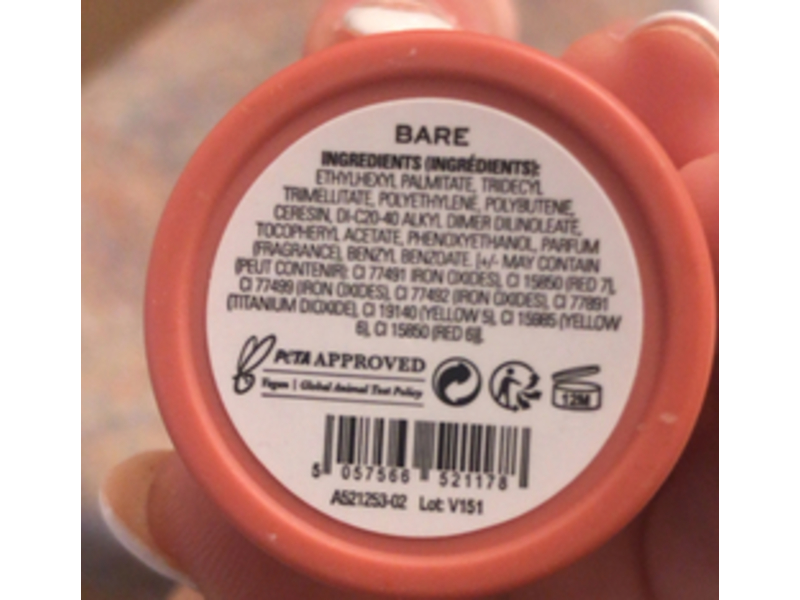 BARE
INGREDIENTS (INGRÉDIENTS):
ETHYLHEXYL PALMITATE, TRIDECYL
TRIMELLITATE, POLYETHYLENE, POLYBUTENE,
CERESIN, DI-C20-40 ALKYL DIMER DILINOLEATE,
TOCOPHERYL ACETATE, PHENOXYETHANOL, PARFUM
(FRAGRANCE), BENZYL BENZOATE. [+/- MAY CONTAIN
(PEUT CONTENIR): CI 77491 (IRON OXIDES), CI 15850 (RED 7),
CI 77499 (IRON OXIDES), CI 77492 (IRON OXIDES), CI 77891
(TITANIUM DIOXIDE), CI 19140 (YELLOW 5), CI 15985 (YELLOW
6), CI 15850 (RED 6)].
PETA APPROVED
Vegan | Global Animal Test Policy
12M
5 057566 521178
A521253-02 Lot: V151